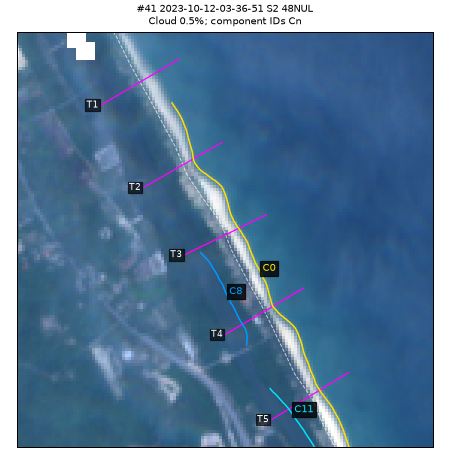 #41 2023-10-12-03-36-51 S2 48NUL
Cloud 0.5%; component IDs Cn
T1
T2
T3
C0
C8
T4
C11
T5